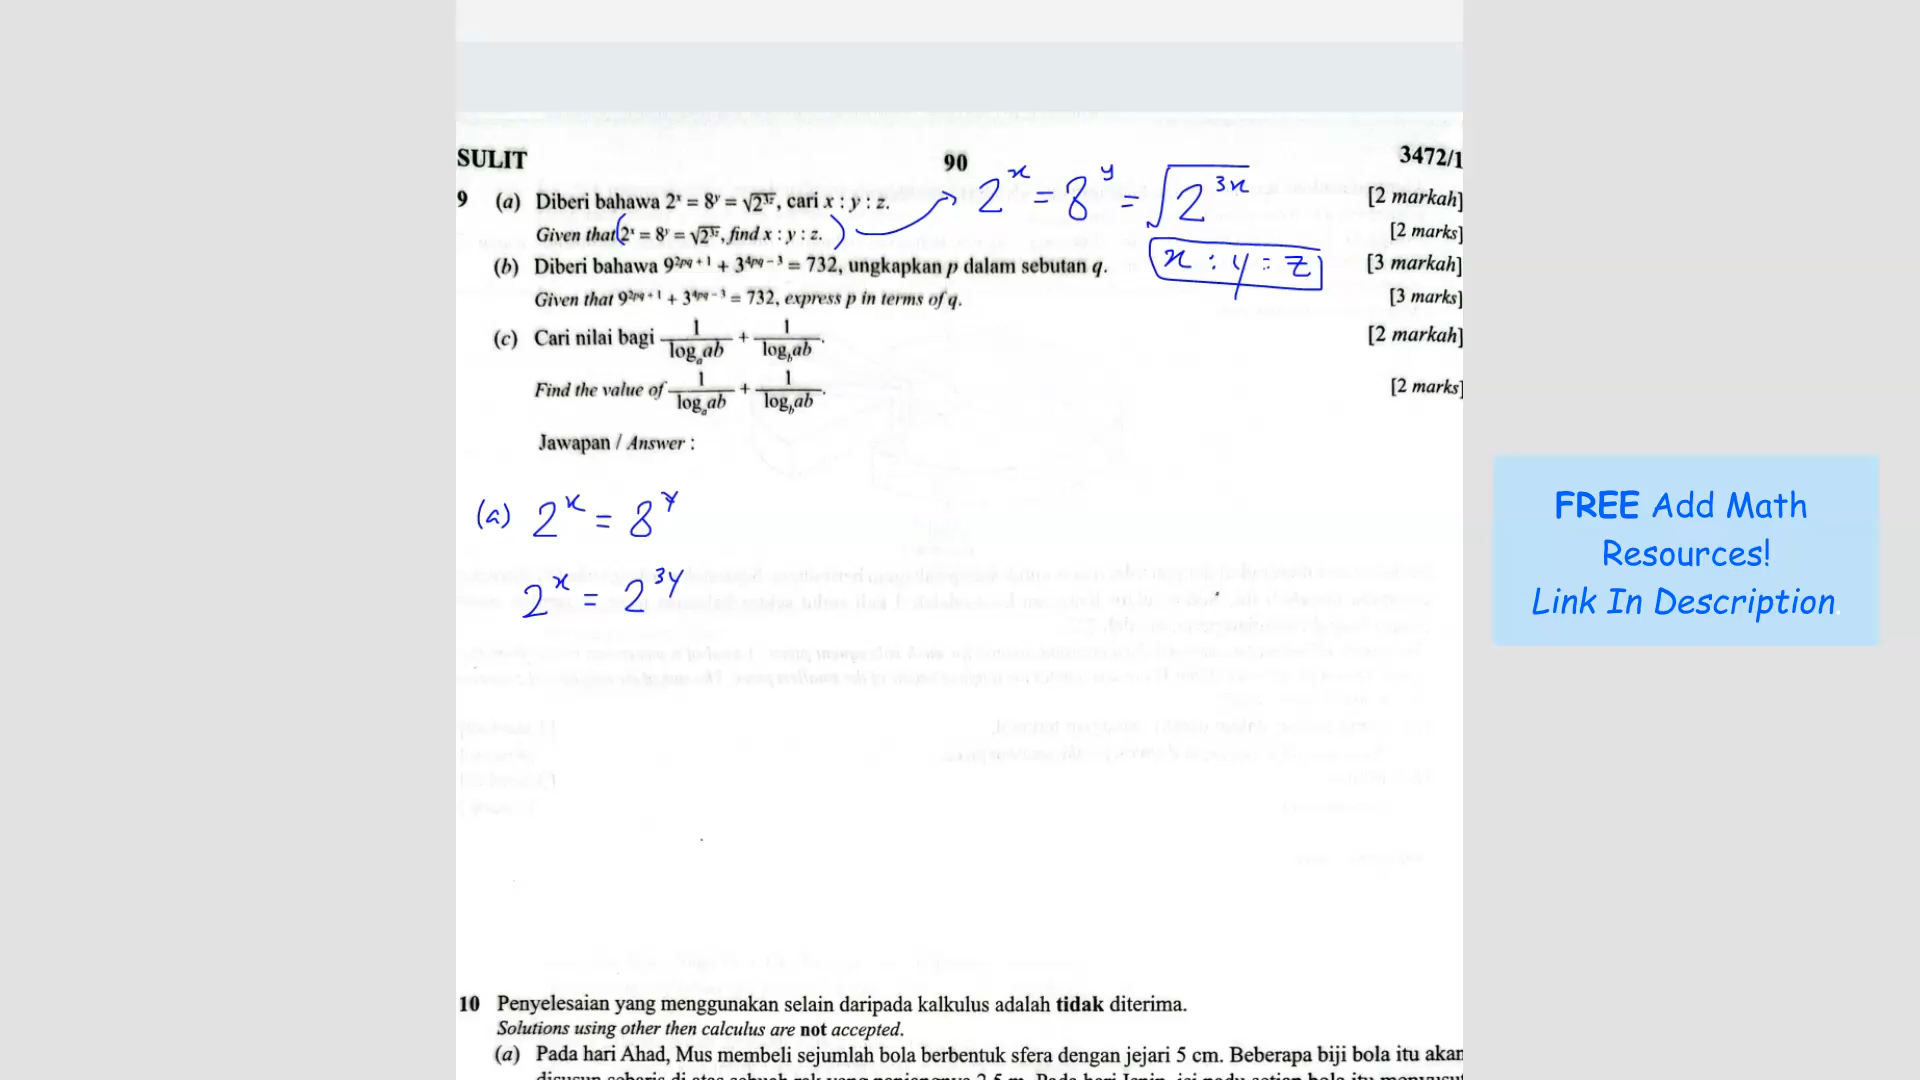 SULIT 90 3472/1
9 (a) Diberi bahawa 2ˣ = 8ʸ = √2³ᶻ, cari x : y : z. [2 markah]
Given that 2ˣ = 8ʸ = √2³ᶻ, find x : y : z. [2 marks]
2ˣ = 8ʸ = √2³ˣ
x : y : z
(b) Diberi bahawa 9²ᵖq⁺¹ + 3⁴ᵖq⁻³ = 732, ungkapkan p dalam sebutan q. [3 markah]
Given that 9²ᵖq⁺¹ + 3⁴ᵖq⁻³ = 732, express p in terms of q. [3 marks]
(c) Cari nilai bagi 1/logₐab + 1/log_b ab. [2 markah]
Find the value of 1/logₐab + 1/log_b ab. [2 marks]
Jawapan / Answer :
(a) 2ˣ = 8ʸ
2ˣ = 2³ʸ
FREE Add Math
Resources!
Link In Description.
10 Penyelesaian yang menggunakan selain daripada kalkulus adalah tidak diterima.
Solutions using other then calculus are not accepted.
(a) Pada hari Ahad, Mus membeli sejumlah bola berbentuk sfera dengan jejari 5 cm. Beberapa biji bola itu akan